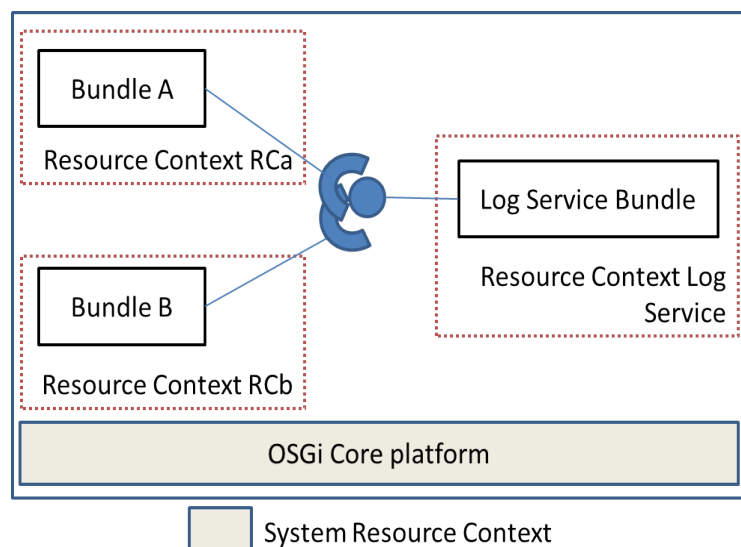 Bundle A
Resource Context RCa
Log Service Bundle
Resource Context Log
Service
Bundle B
Resource Context RCb
OSGi Core platform
System Resource Context